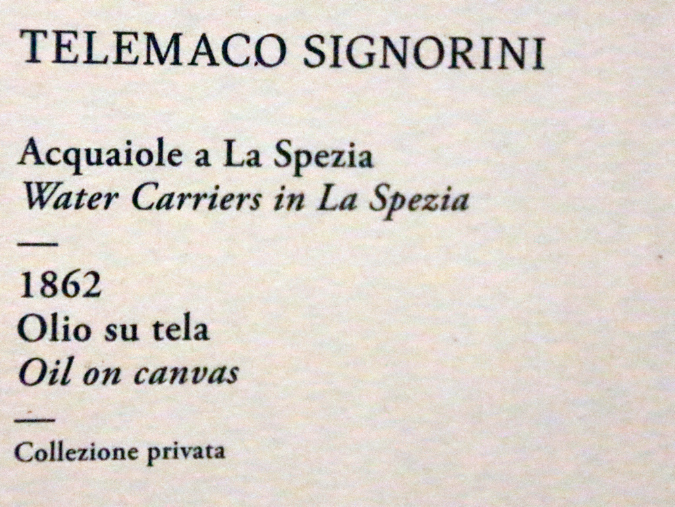 TELEMACO SIGNORINI
Acquaiole a La Spezia
Water Carriers in La Spezia
—
1862
Olio su tela
Oil on canvas
—
Collezione privata